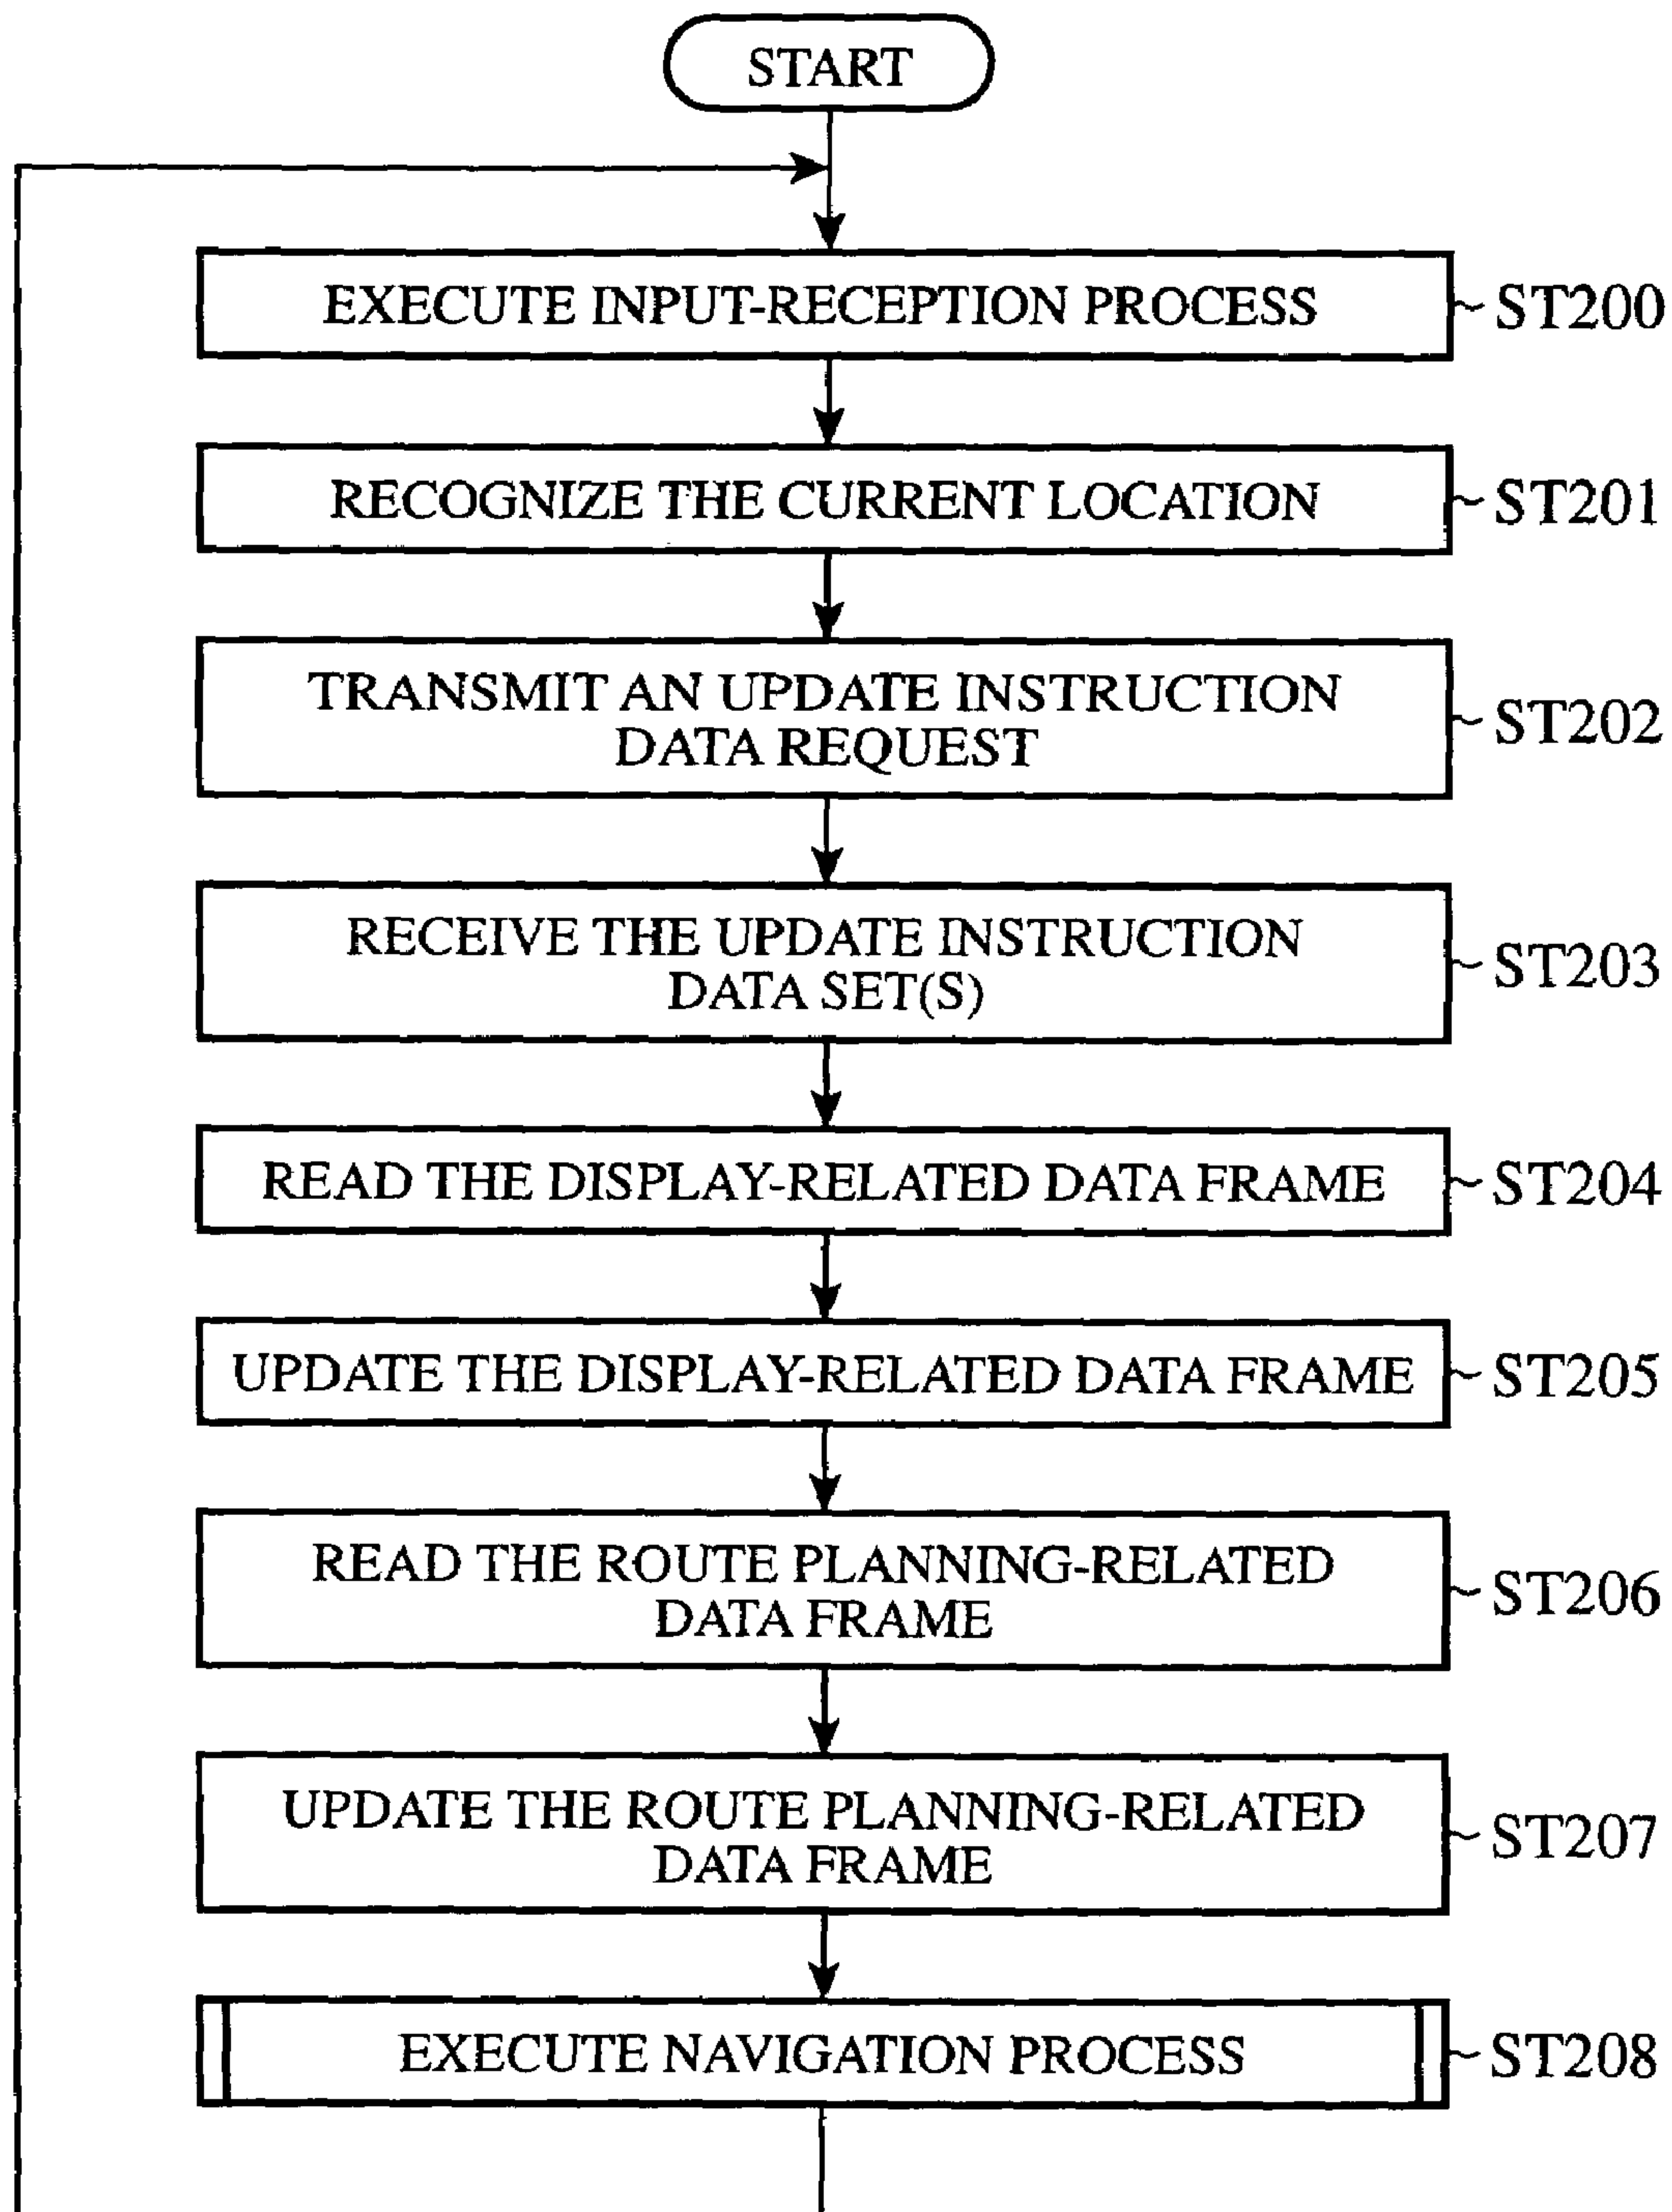 START
EXECUTE INPUT-RECEPTION PROCESS
ST200
RECOGNIZE THE CURRENT LOCATION
ST201
TRANSMIT AN UPDATE INSTRUCTION
DATA REQUEST
ST202
RECEIVE THE UPDATE INSTRUCTION
DATA SET(S)
ST203
READ THE DISPLAY-RELATED DATA FRAME
ST204
UPDATE THE DISPLAY-RELATED DATA FRAME
ST205
READ THE ROUTE PLANNING-RELATED
DATA FRAME
ST206
UPDATE THE ROUTE PLANNING-RELATED
DATA FRAME
ST207
EXECUTE NAVIGATION PROCESS
ST208